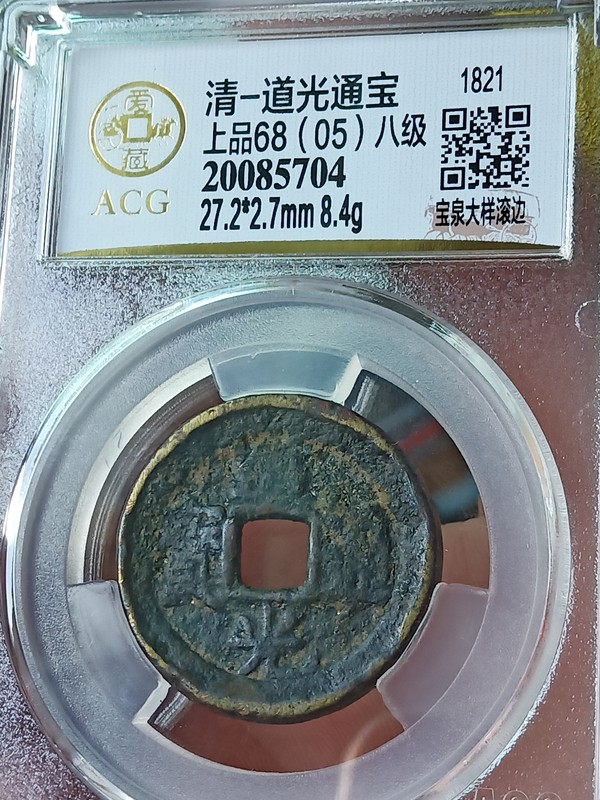 爱
藏
ACG
清-道光通宝
上品68（05）八级
20085704
27.2*2.7mm 8.4g
1821
宝泉大样滚边
光